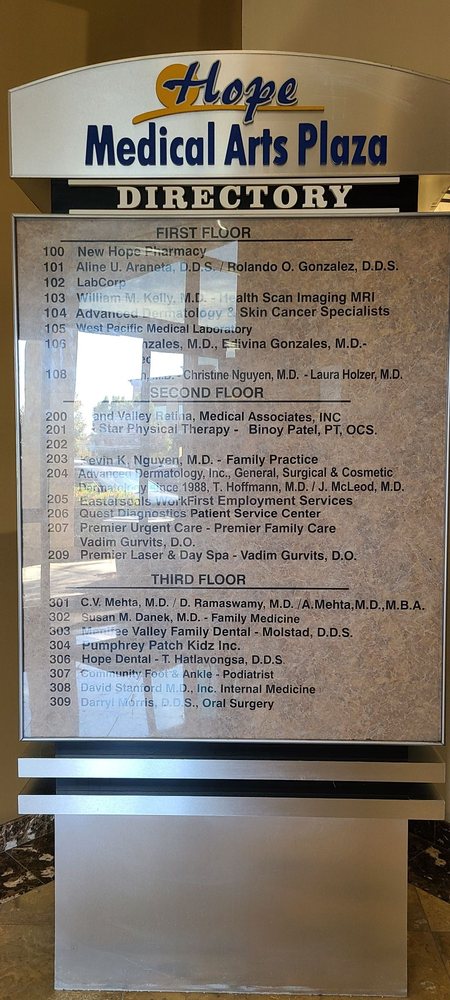 Hope
Medical Arts Plaza
DIRECTORY
FIRST FLOOR
100 New Hope Pharmacy
101 Aline U. Araneta, D.D.S. / Rolando O. Gonzalez, D.D.S.
102 LabCorp
103 William M. Kelly, M.D. - Health Scan Imaging MRI
104 Advanced Dermatology & Skin Cancer Specialists
105 West Pacific Medical Laboratory
106 M.D., Edivina Gonzales, M.D.-
108 M.D. - Christine Nguyen, M.D. - Laura Holzer, M.D.
SECOND FLOOR
200 and Valley Retina, Medical Associates, INC
201 Star Physical Therapy - Binoy Patel, PT, OCS.
202
203 Kevin K, Nguyen, M.D. - Family Practice
204 Advanced Dermatology, Inc., General, Surgical & Cosmetic
Dermatology Since 1988, T. Hoffmann, M.D. / J. McLeod, M.D.
205 Eastersools WorkFirst Employment Services
206 Quest Diagnostics Patient Service Center
207 Premier Urgent Care - Premier Family Care
Vadim Gurvits, D.O.
209 Premier Laser & Day Spa - Vadim Gurvits, D.O.
THIRD FLOOR
301 C.V. Mehta, M.D. / D. Ramaswamy, M.D. /A.Mehta,M.D.,M.B.A.
302 Susan M. Danek, M.D. - Family Medicine
303 Menifee Valley Family Dental - Molstad, D.D.S.
304 Pumphrey Patch Kidz Inc.
306 Hope Dental - T. Hatlavongsa, D.D.S.
307 Community Foot & Ankle - Podiatrist
308 David Stanford M.D., Inc. Internal Medicine
309 Darryl Morris, D.D.S., Oral Surgery